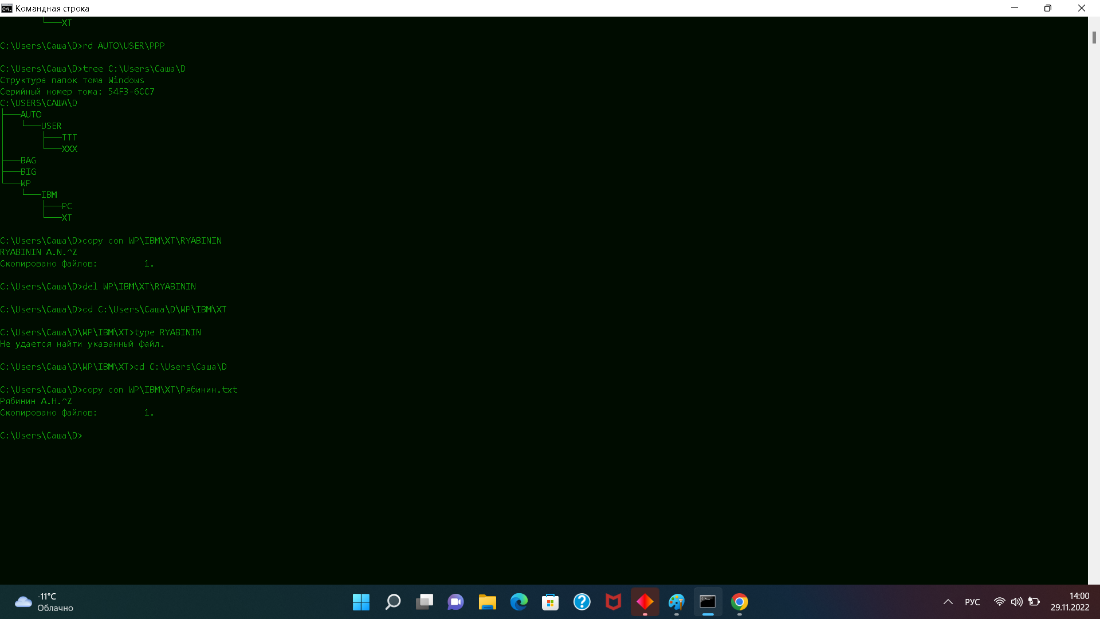 Командная строка
└───XT
C:\Users\Саша\D>rd AUTO\USER\PPP
C:\Users\Саша\D>tree C:\Users\Саша\D
Структура папок тома Windows
Серийный номер тома: 54F3-6CC7
C:\USERS\САША\D
├───AUTO
│   └───USER
│       ├───TTT
│       └───XXX
├───BAG
├───BIG
└───WP
    └───IBM
        ├───PC
        └───XT
C:\Users\Саша\D>copy con WP\IBM\XT\RYABININ
RYABININ A.N.^Z
Скопировано файлов:         1.
C:\Users\Саша\D>del WP\IBM\XT\RYABININ
C:\Users\Саша\D>cd C:\Users\Саша\D\WP\IBM\XT
C:\Users\Саша\D\WP\IBM\XT>type RYABININ
Не удается найти указанный файл.
C:\Users\Саша\D\WP\IBM\XT>cd C:\Users\Саша\D
C:\Users\Саша\D>copy con WP\IBM\XT\Рябинин.txt
Рябинин А.Н.^Z
Скопировано файлов:         1.
C:\Users\Саша\D>
-11°C
Облачно
РУС
14:00
29.11.2022